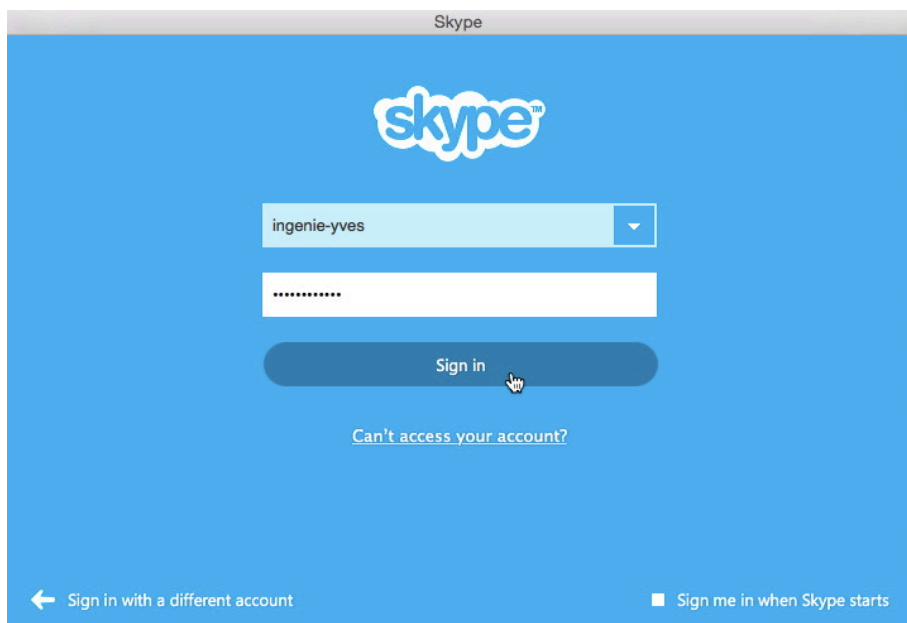 Skype
skype™
ingenie-yves
••••••••••••
Sign in
Can't access your account?
Sign in with a different account
Sign me in when Skype starts